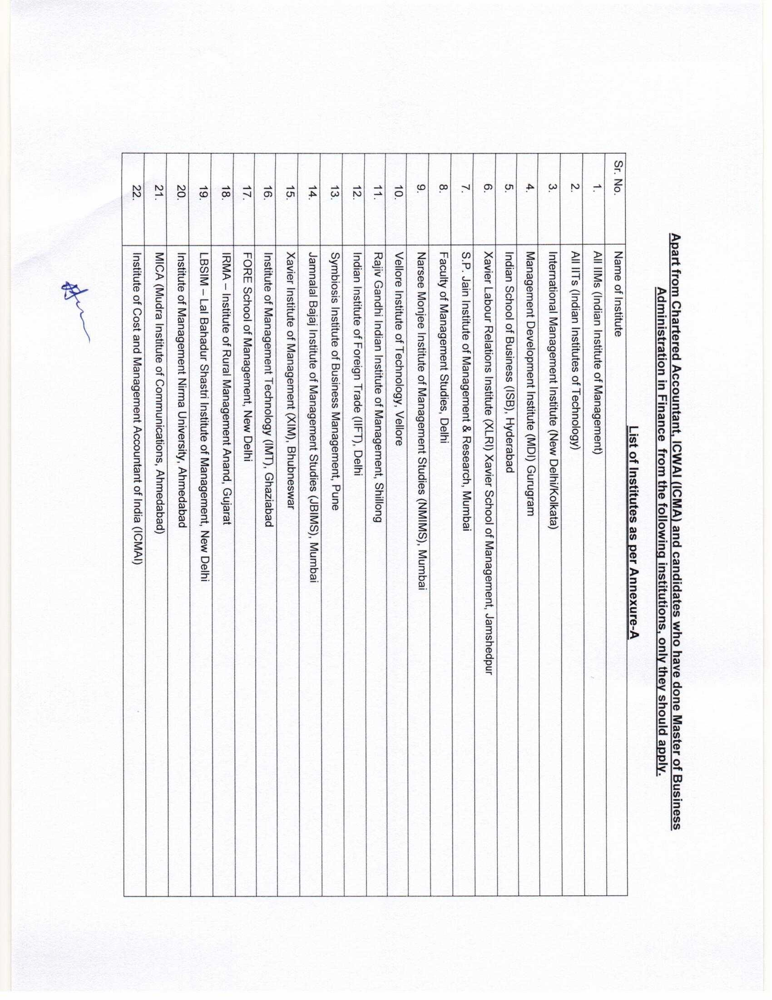 Apart from Chartered Accountant, ICWAI (ICMA) and candidates who have done Master of Business
Administration in Finance from the following institutions, only they should apply.
List of Institutes as per Annexure-A
Sr. No. Name of Institute
1. All IIMs (Indian Institute of Management)
2. All IITs (Indian Institutes of Technology)
3. International Management Institute (New Delhi/Kolkata)
4. Management Development Institute (MDI) Gurugram
5. Indian School of Business (ISB), Hyderabad
6. Xavier Labour Relations Institute (XLRI) Xavier School of Management, Jamshedpur
7. S.P. Jain Institute of Management & Research, Mumbai
8. Faculty of Management Studies, Delhi
9. Narsee Monjee Institute of Management Studies (NMIMS), Mumbai
10. Vellore Institute of Technology, Vellore
11. Rajiv Gandhi Indian Institute of Management, Shillong
12. Indian Institute of Foreign Trade (IIFT), Delhi
13. Symbiosis Institute of Business Management, Pune
14. Jamnalal Bajaj Institute of Management Studies (JBIMS), Mumbai
15. Xavier Institute of Management (XIM), Bhubneswar
16. Institute of Management Technology (IMT), Ghaziabad
17. FORE School of Management, New Delhi
18. IRMA – Institute of Rural Management Anand, Gujarat
19. LBSIM – Lal Bahadur Shastri Institute of Management, New Delhi
20. Institute of Management Nirma University, Ahmedabad
21. MICA (Mudra Institute of Communications, Ahmedabad)
22. Institute of Cost and Management Accountant of India (ICMAI)